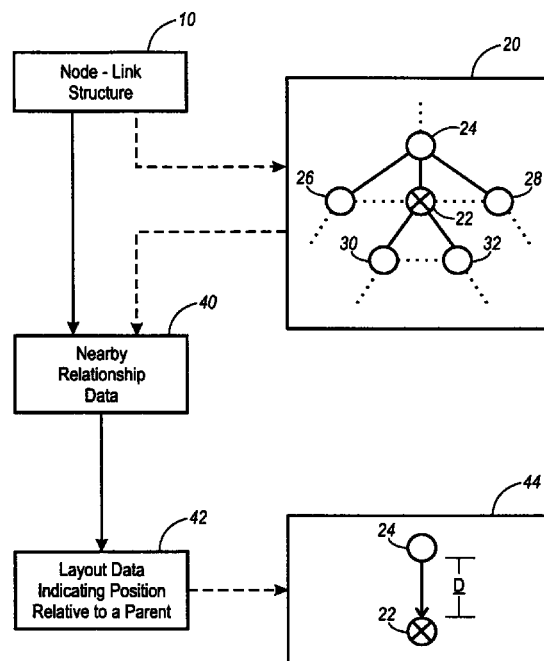 10
Node - Link
Structure
20
24
26
28
22
30
32
40
Nearby
Relationship
Data
42
Layout Data
Indicating Position
Relative to a Parent
44
24
D
22